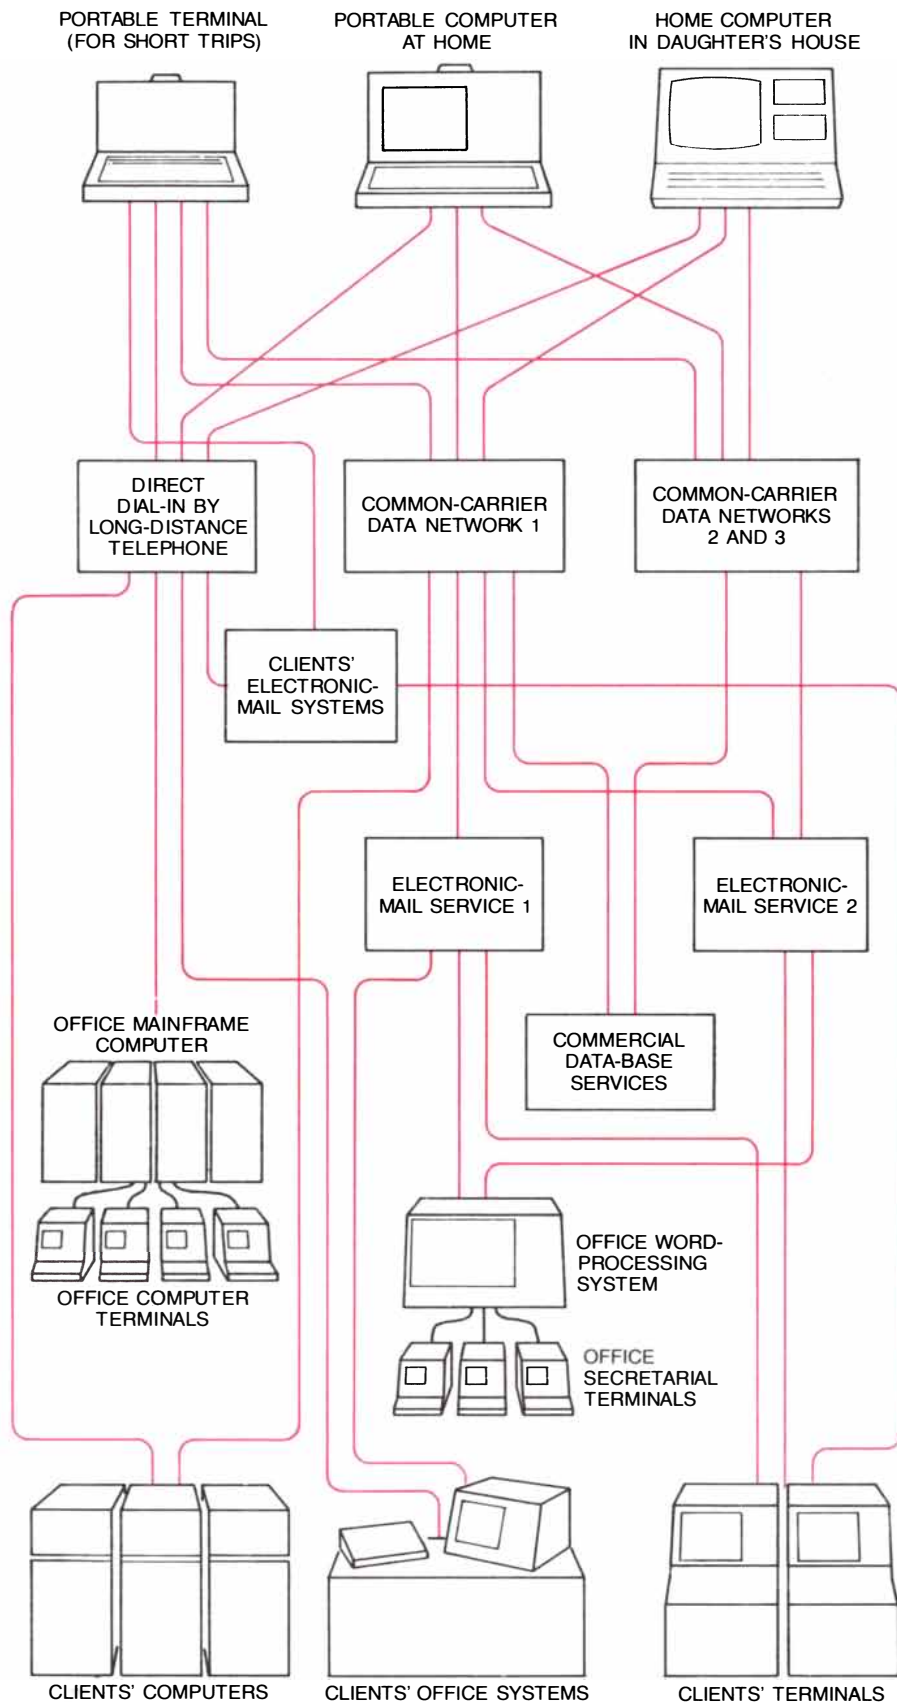 PORTABLE TERMINAL
(FOR SHORT TRIPS)
PORTABLE COMPUTER
AT HOME
HOME COMPUTER
IN DAUGHTER'S HOUSE
DIRECT
DIAL-IN BY
LONG-DISTANCE
TELEPHONE
COMMON-CARRIER
DATA NETWORK 1
COMMON-CARRIER
DATA NETWORKS
2 AND 3
CLIENTS'
ELECTRONIC-
MAIL SYSTEMS
ELECTRONIC-
MAIL SERVICE 1
ELECTRONIC-
MAIL SERVICE 2
OFFICE MAINFRAME
COMPUTER
COMMERCIAL
DATA-BASE
SERVICES
OFFICE WORD-
PROCESSING
SYSTEM
OFFICE COMPUTER
TERMINALS
OFFICE
SECRETARIAL
TERMINALS
CLIENTS' COMPUTERS
CLIENTS' OFFICE SYSTEMS
CLIENTS' TERMINALS